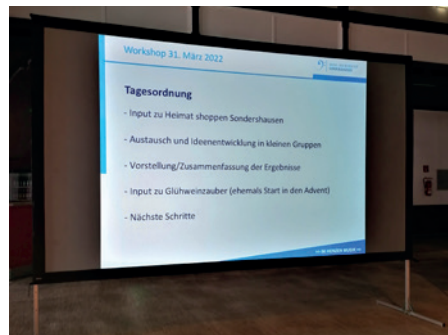 Workshop 31. März 2022
Tagesordnung
- Input zu Heimat shoppen Sondershausen
- Austausch und Ideenentwicklung in kleinen Gruppen
- Vorstellung/Zusammenfassung der Ergebnisse
- Input zu Glühweinzauber (ehemals Start in den Advent)
- Nächste Schritte